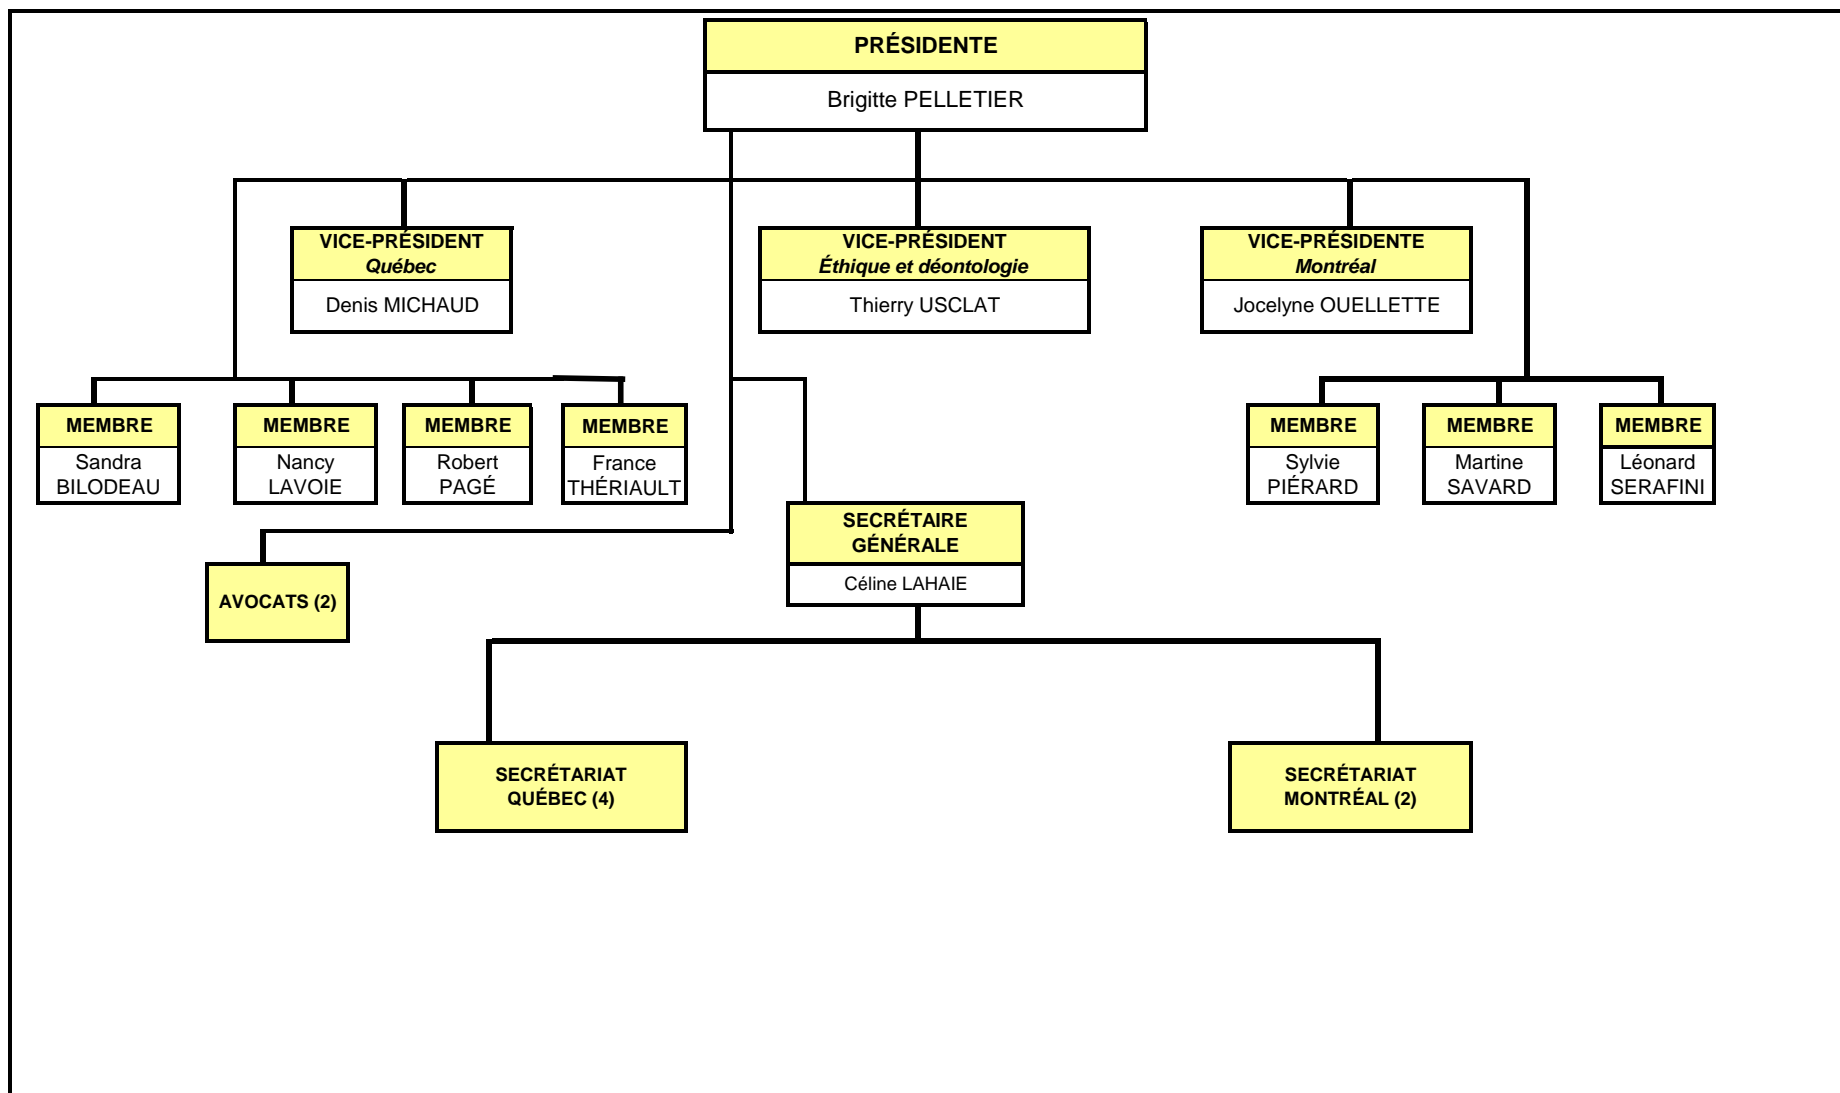 PRÉSIDENTE
Brigitte PELLETIER
VICE-PRÉSIDENT
Québec
Denis MICHAUD
VICE-PRÉSIDENT
Éthique et déontologie
Thierry USCLAT
VICE-PRÉSIDENTE
Montréal
Jocelyne OUELLETTE
MEMBRE
Sandra
BILODEAU
MEMBRE
Nancy
LAVOIE
MEMBRE
Robert
PAGÉ
MEMBRE
France
THÉRIAULT
MEMBRE
Sylvie
PIÉRARD
MEMBRE
Martine
SAVARD
MEMBRE
Léonard
SERAFINI
SECRÉTAIRE
GÉNÉRALE
Céline LAHAIE
AVOCATS (2)
SECRÉTARIAT
QUÉBEC (4)
SECRÉTARIAT
MONTRÉAL (2)